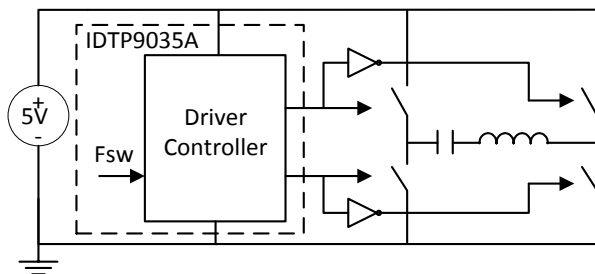 IDTP9035A
+
5V
-
Driver
Controller
Fsw